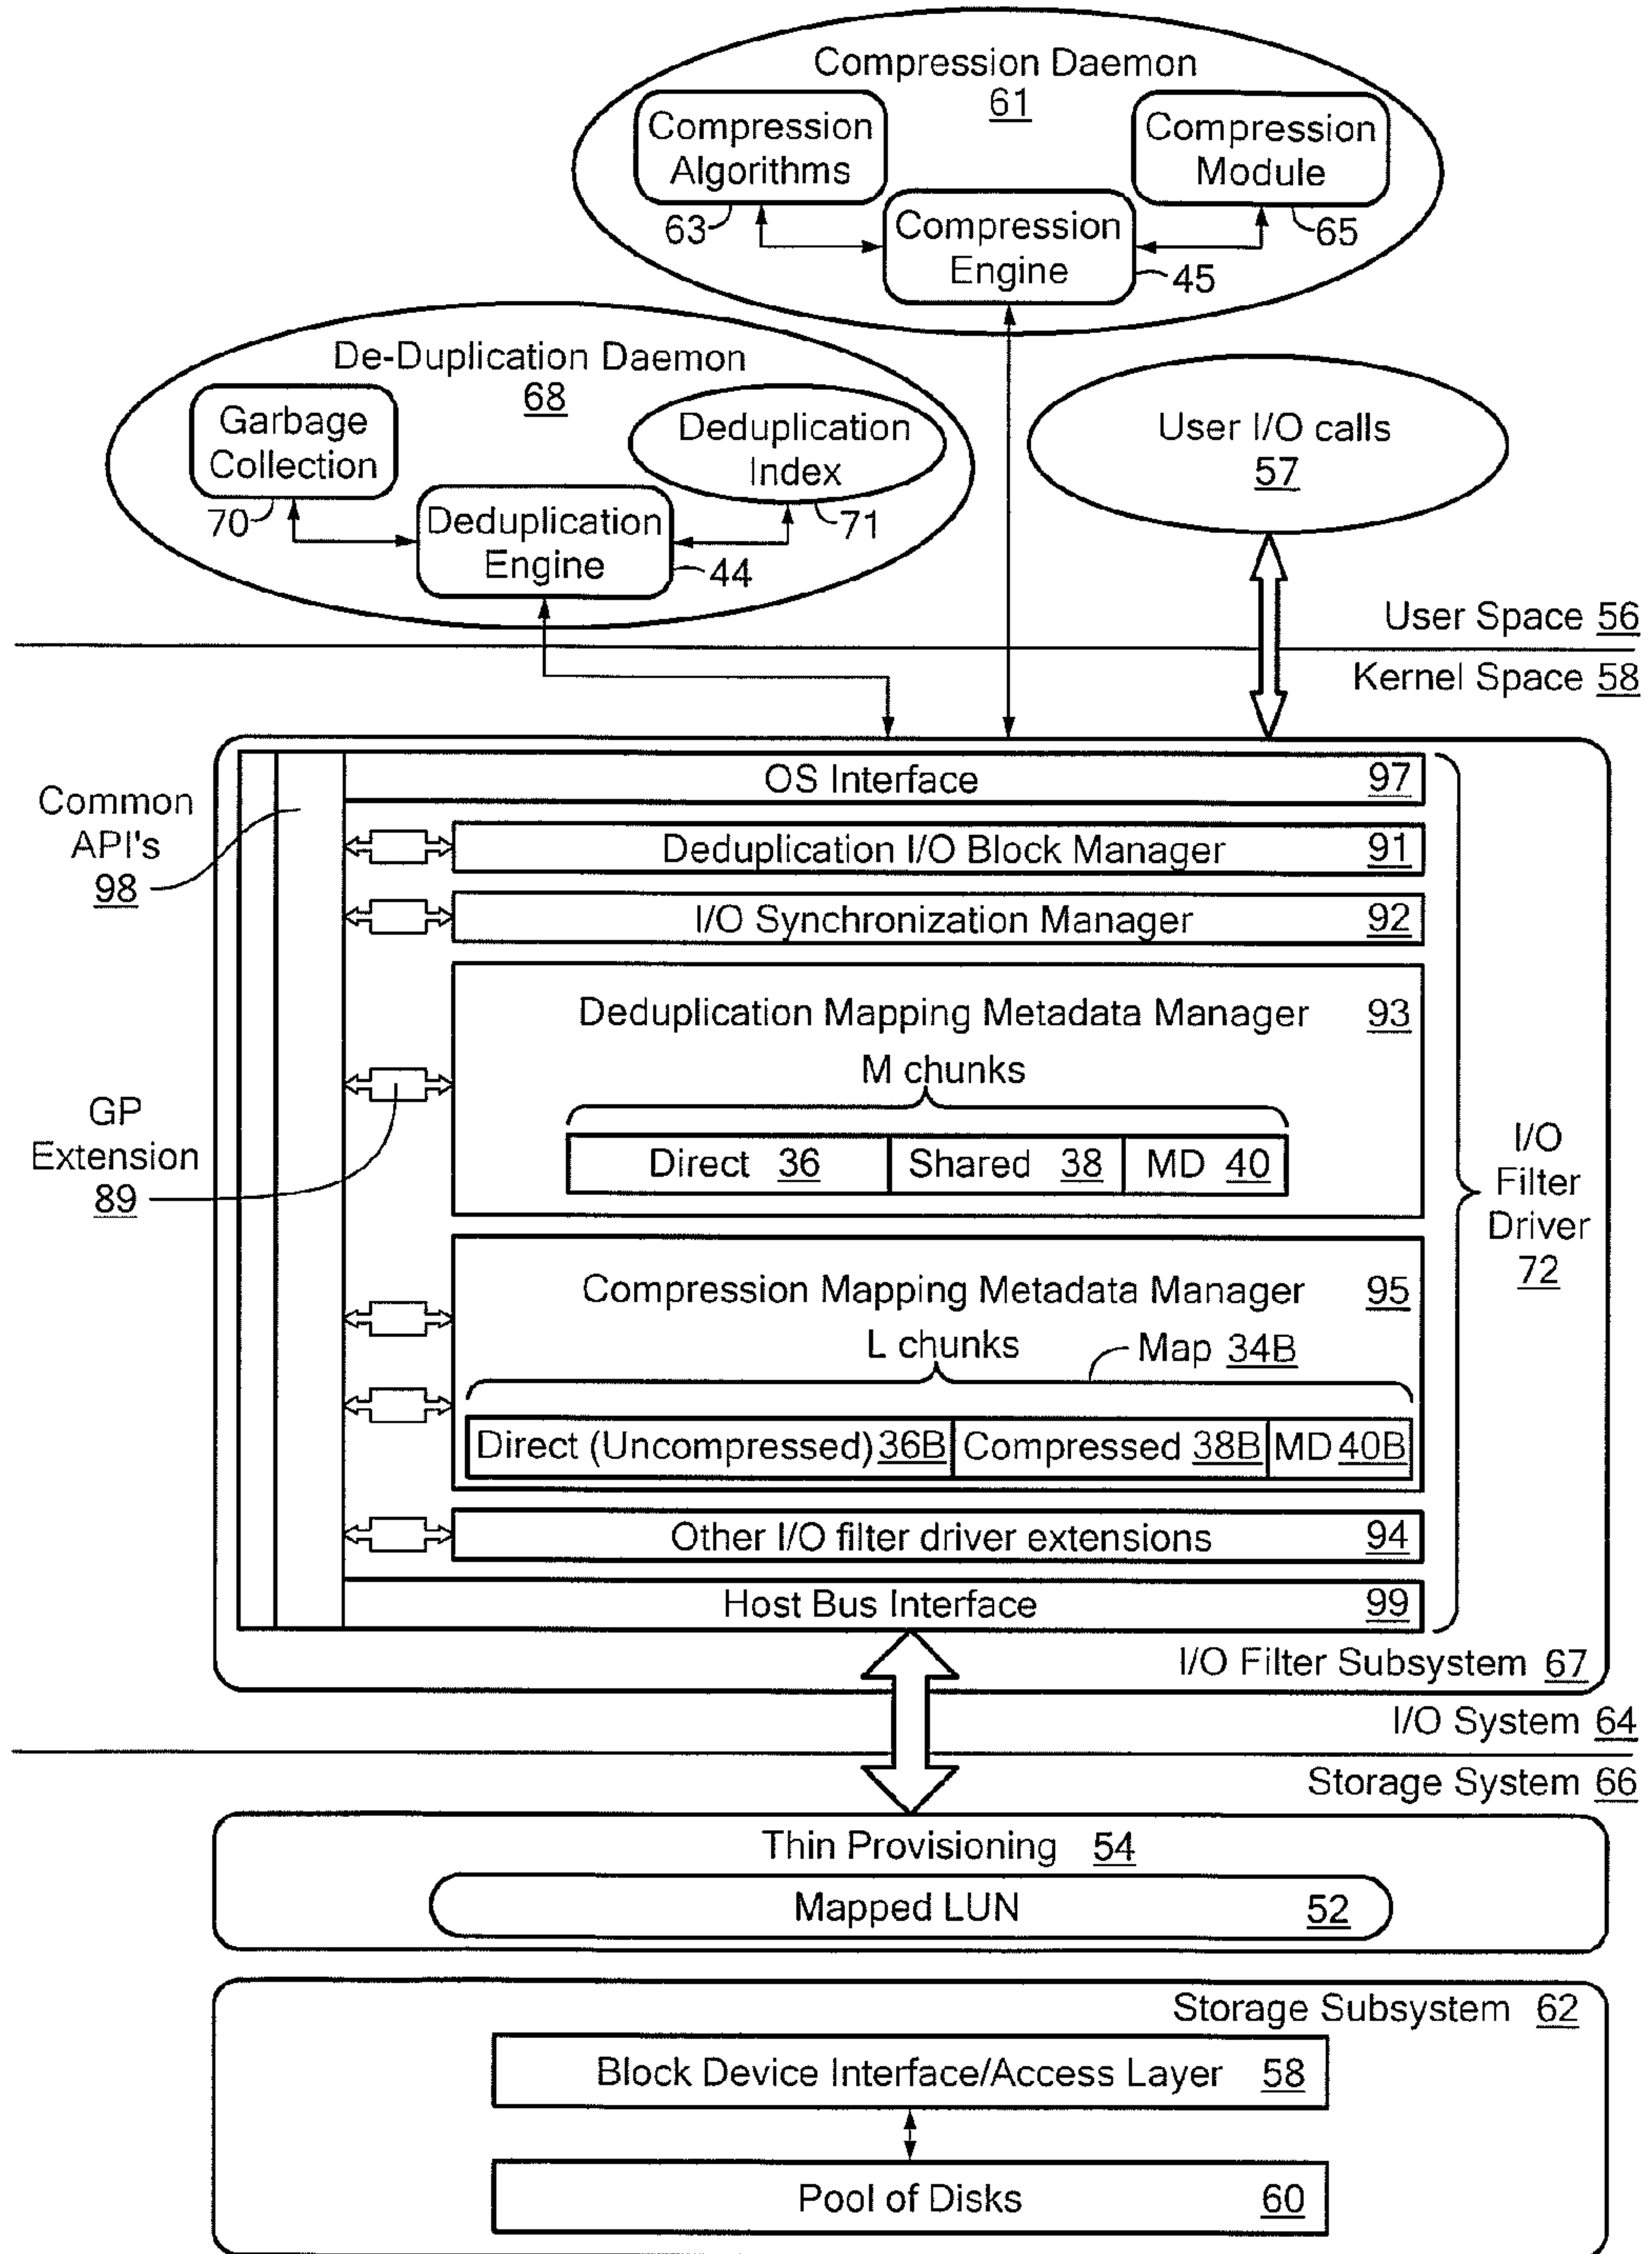 Compression Daemon
61
Compression
Algorithms
63
Compression
Module
65
Compression
Engine
45
De-Duplication Daemon
68
Garbage
Collection
70
Deduplication
Index
71
Deduplication
Engine
44
User I/O calls
57
User Space 56
Kernel Space 58
Common
API's
98
OS Interface 97
Deduplication I/O Block Manager 91
I/O Synchronization Manager 92
Deduplication Mapping Metadata Manager 93
M chunks
Direct 36 Shared 38 MD 40
GP
Extension
89
I/O
Filter
Driver
72
Compression Mapping Metadata Manager 95
L chunks
Map 34B
Direct (Uncompressed) 36B Compressed 38B MD 40B
Other I/O filter driver extensions 94
Host Bus Interface 99
I/O Filter Subsystem 67
I/O System 64
Storage System 66
Thin Provisioning 54
Mapped LUN 52
Storage Subsystem 62
Block Device Interface/Access Layer 58
Pool of Disks 60